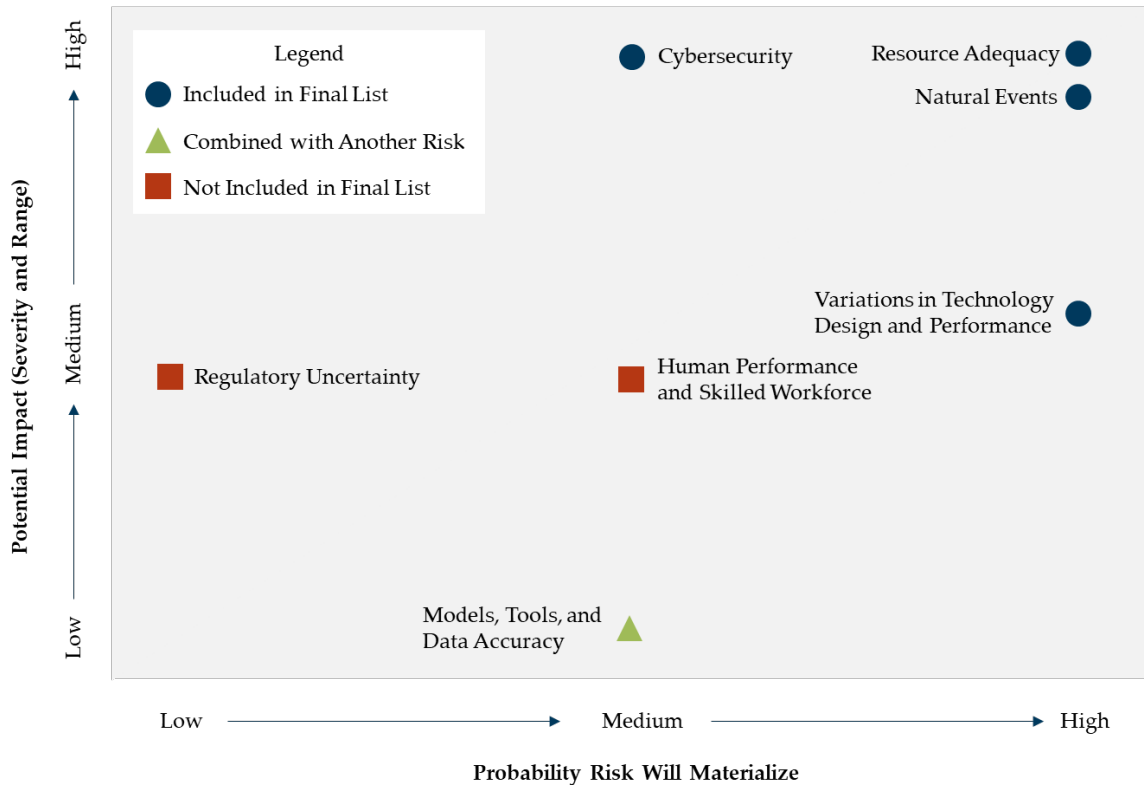 High
Legend
Included in Final List
Combined with Another Risk
Not Included in Final List
Cybersecurity
Resource Adequacy
Natural Events
Potential Impact (Severity and Range)
Medium
Variations in Technology
Design and Performance
Regulatory Uncertainty
Human Performance
and Skilled Workforce
Models, Tools, and
Data Accuracy
Low
Low
Medium
High
Probability Risk Will Materialize